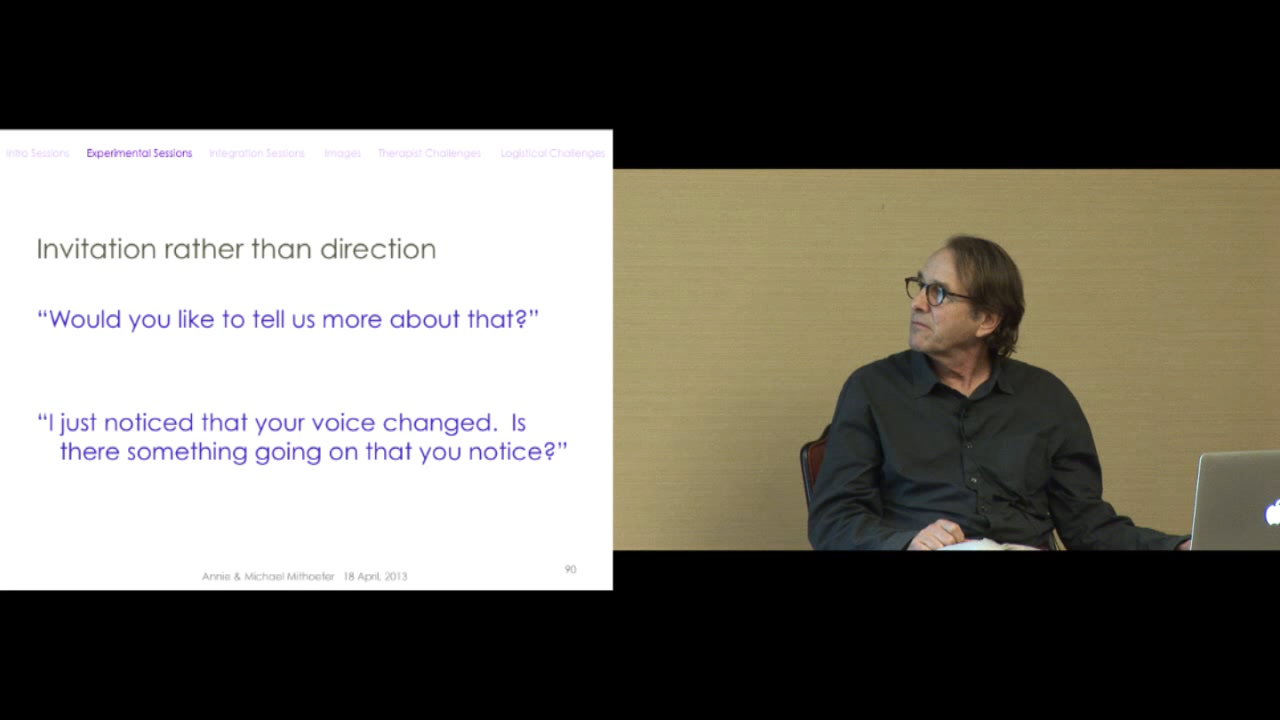 Intro Sessions Experimental Sessions Integration Sessions Images Therapist Challenges Logistical Challenges
Invitation rather than direction
“Would you like to tell us more about that?”
“I just noticed that your voice changed. Is
there something going on that you notice?”
Annie & Michael Mithoefer 18 April, 2013
90